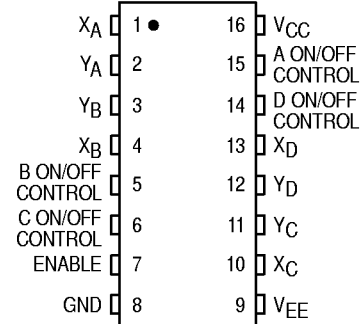 XA 1 16 VCC
YA 2 15 A ON/OFF CONTROL
YB 3 14 D ON/OFF CONTROL
XB 4 13 XD
B ON/OFF CONTROL 5 12 YD
C ON/OFF CONTROL 6 11 YC
ENABLE 7 10 XC
GND 8 9 VEE